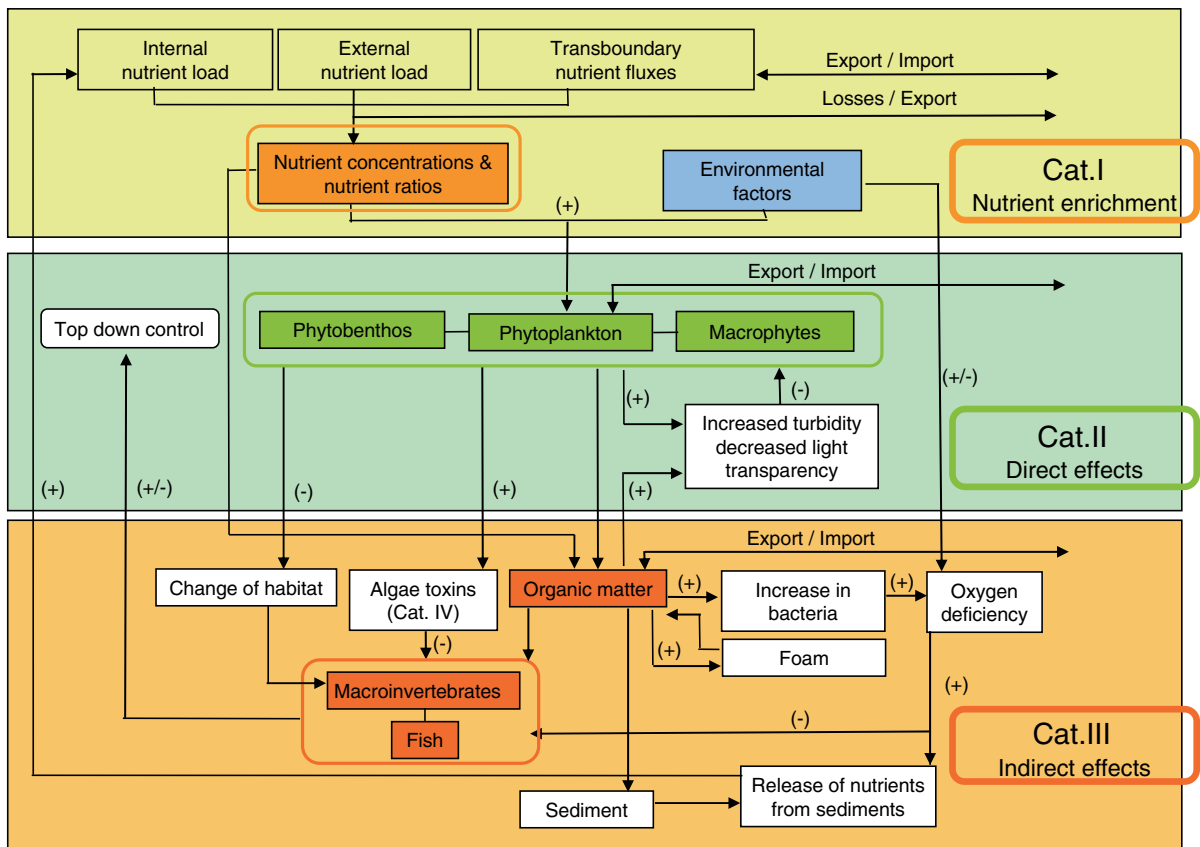 Internal
nutrient load
External
nutrient load
Transboundary
nutrient fluxes
Export / Import
Losses / Export
Nutrient concentrations &
nutrient ratios
Environmental
factors
Cat.I
Nutrient enrichment
(+)
Export / Import
Top down control
Phytobenthos
Phytoplankton
Macrophytes
(+/-)
(-)
(+)
Increased turbidity
decreased light
transparency
Cat.II
Direct effects
(+)
(+/-)
(-)
(+)
(+)
Export / Import
Change of habitat
Algae toxins
(Cat. IV)
Organic matter
(+)
Increase in
bacteria
(+)
Oxygen
deficiency
(-)
(+)
Foam
Macroinvertebrates
(+)
Fish
(-)
Cat.III
Indirect effects
Sediment
Release of nutrients
from sediments